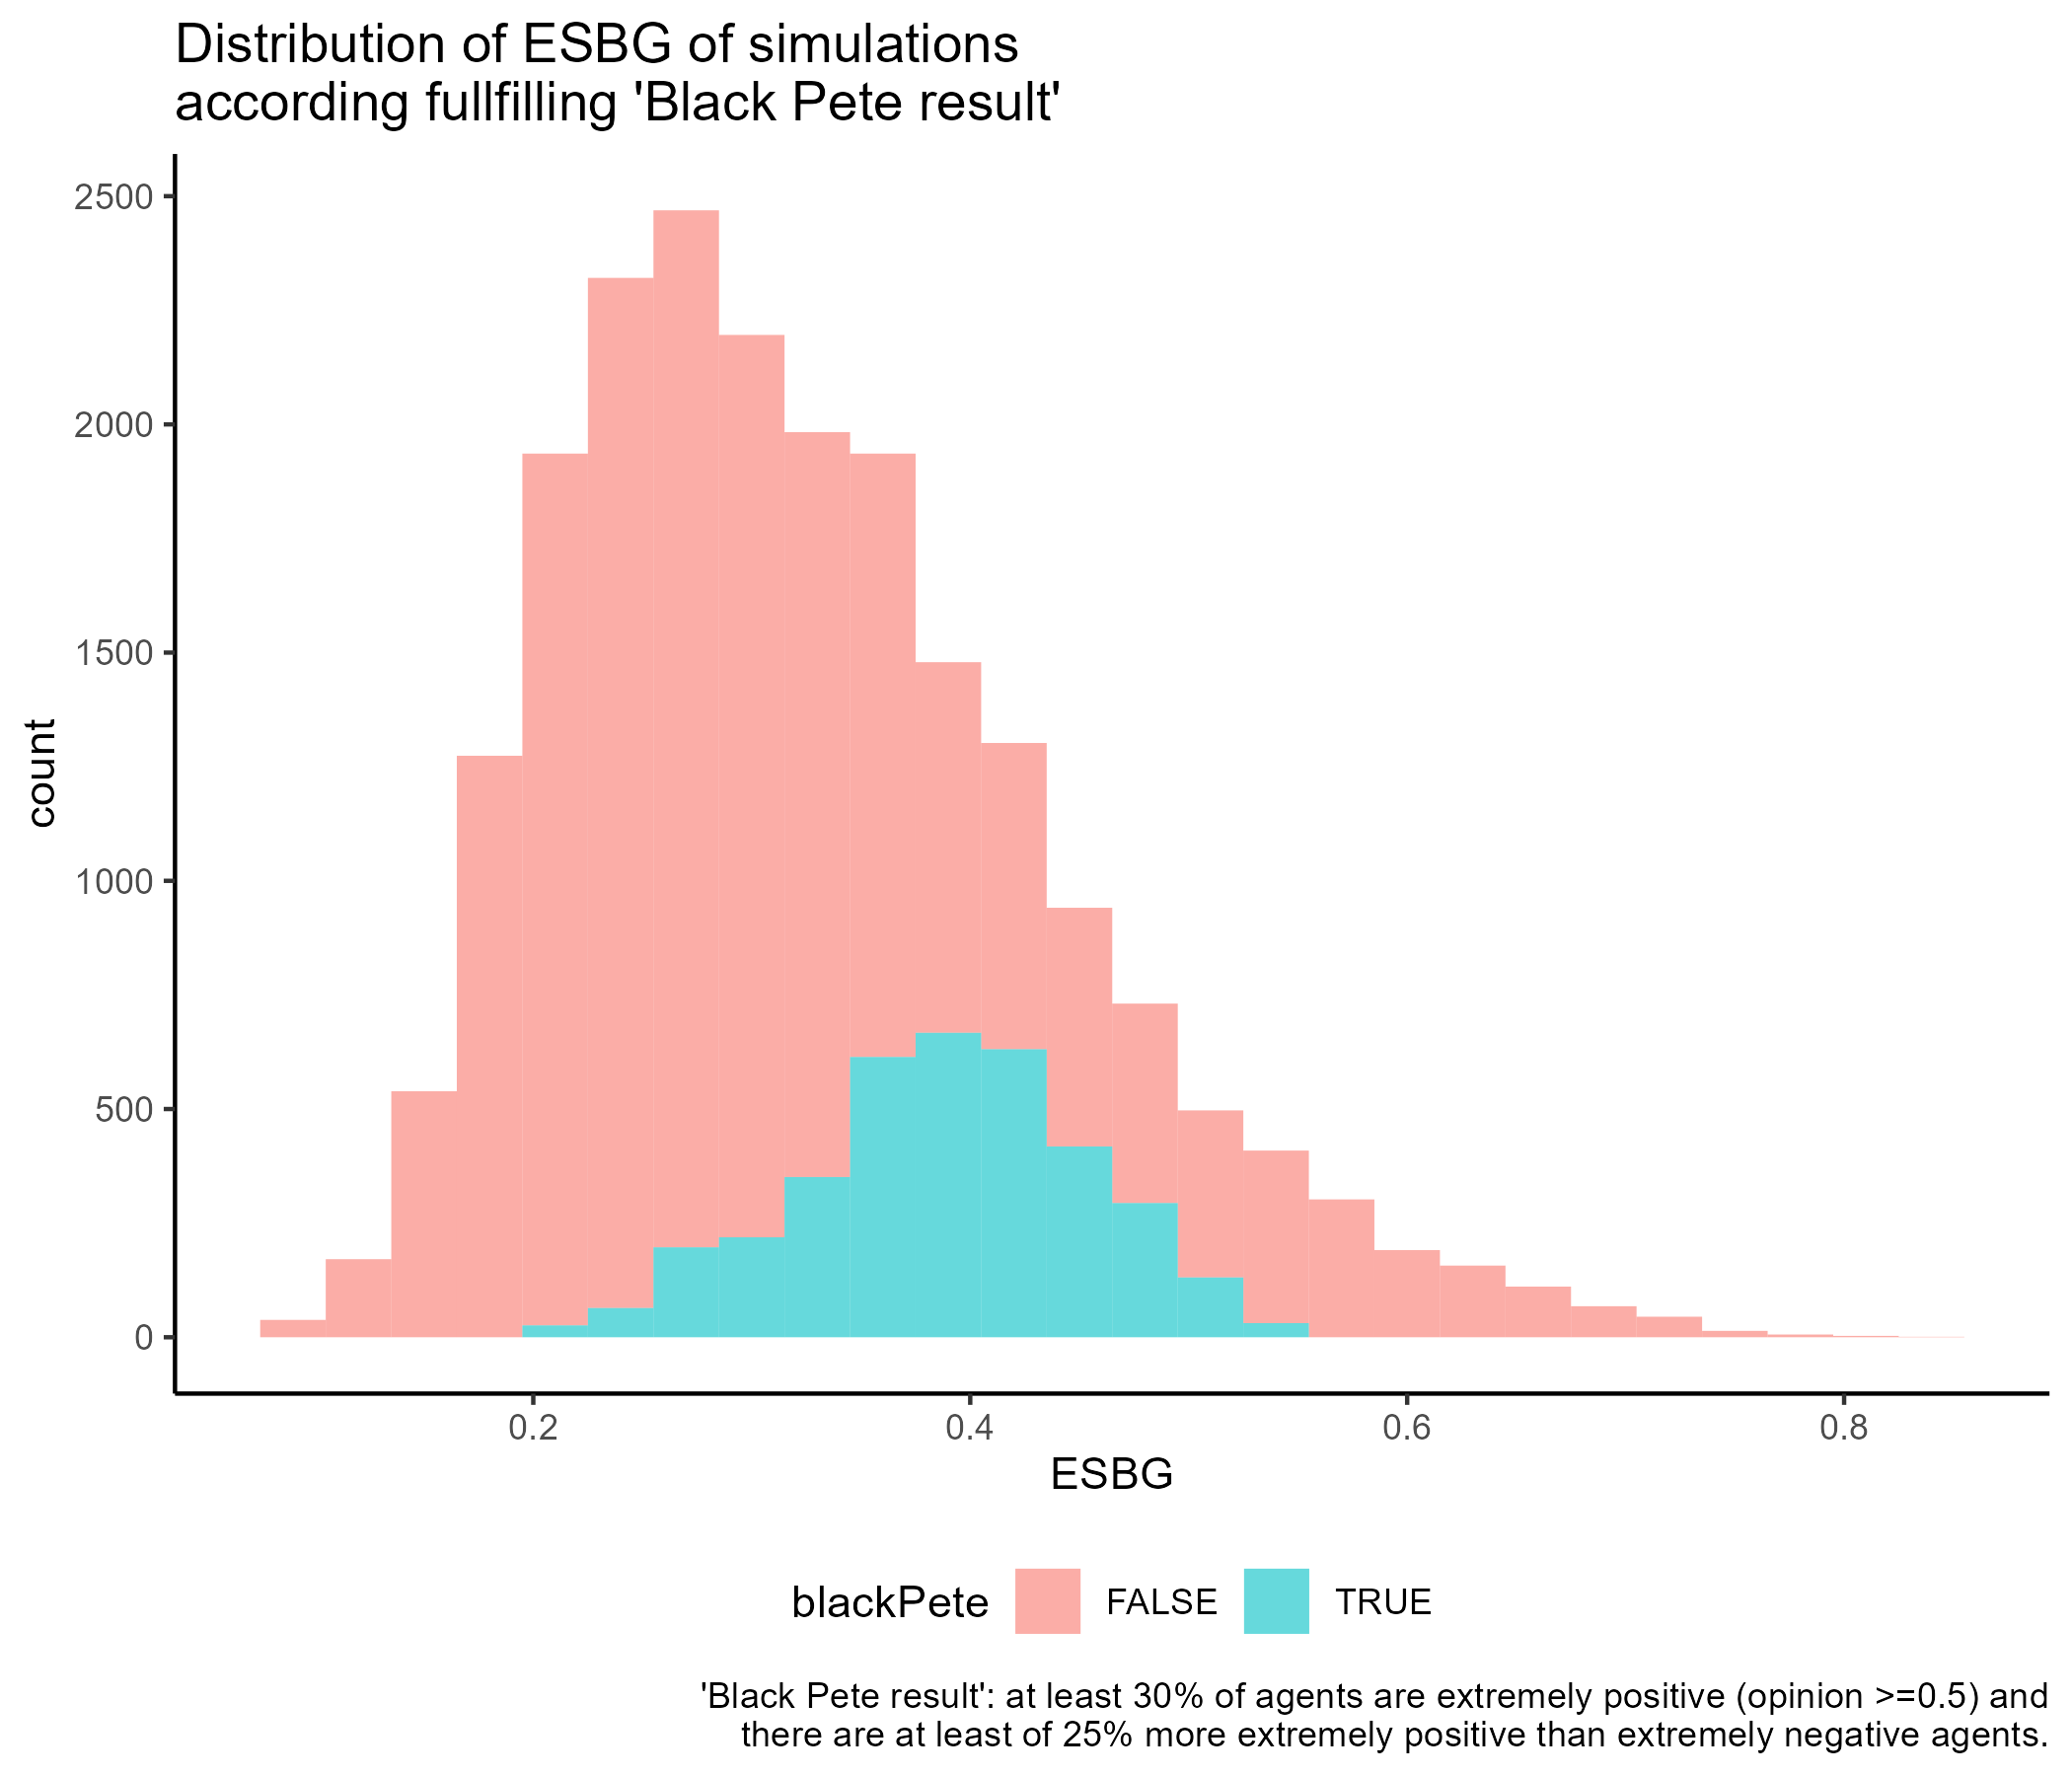 Distribution of ESBG of simulations
according fullfilling 'Black Pete result'
2500
2000
1500
1000
500
0
count
0.2 0.4 0.6 0.8
ESBG
blackPete FALSE TRUE
'Black Pete result': at least 30% of agents are extremely positive (opinion >=0.5) and
there are at least of 25% more extremely positive than extremely negative agents.